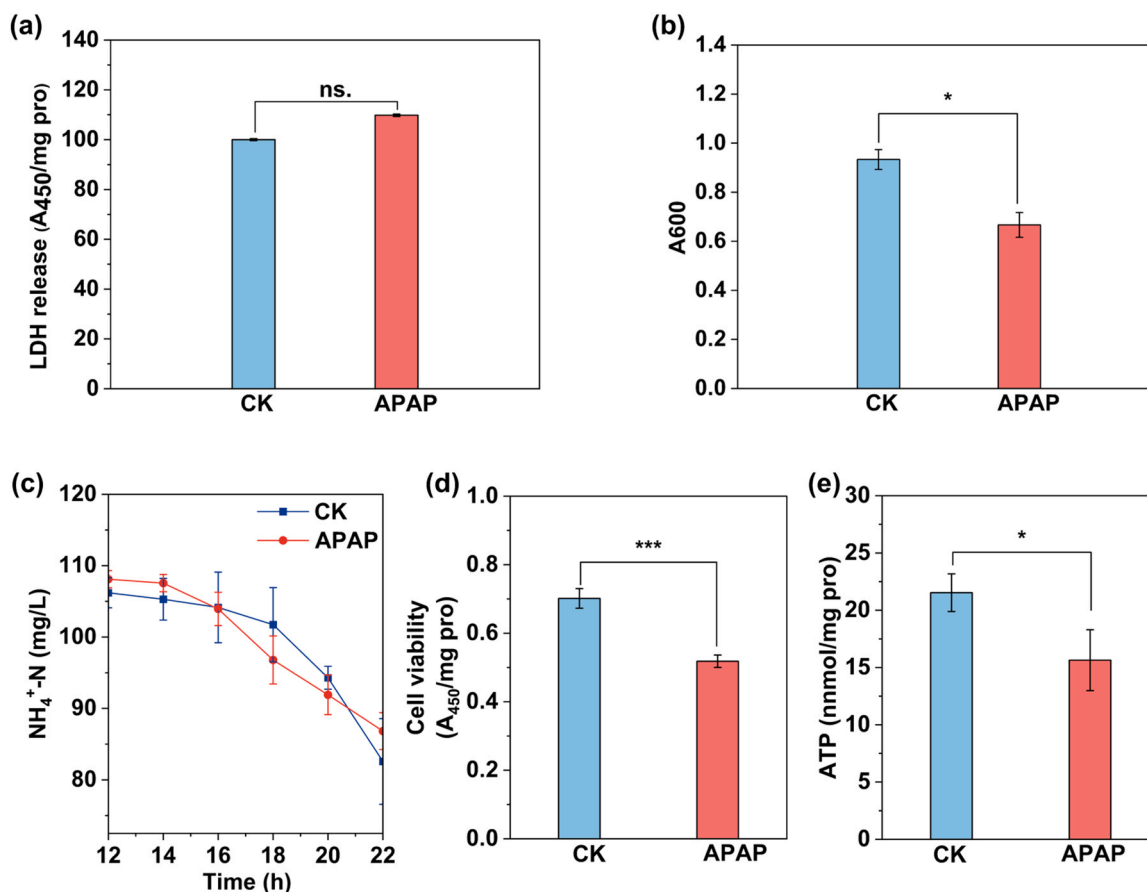 (a)
LDH release (A450/mg pro)
140
120
100
80
60
40
20
0
ns.
CK APAP
(b)
A600
1.4
1.2
1.0
0.8
0.6
0.4
0.2
0.0
*
CK APAP
(c)
NH₄⁺-N (mg/L)
120
110
100
90
80
CK
APAP
12 14 16 18 20 22
Time (h)
(d)
Cell viability
(A₄₅₀/mg pro)
1.0
0.8
0.6
0.4
0.2
0.0
***
CK APAP
(e)
ATP (nnmol/mg pro)
30
25
20
15
10
5
0
*
CK APAP